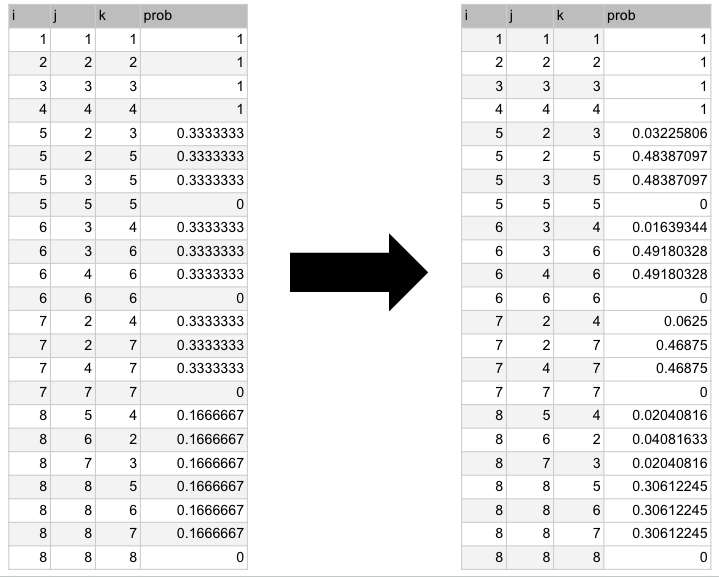 i j k prob i j k prob
1 1 1 1 1 1 1 1
2 2 2 1 2 2 2 1
3 3 3 1 3 3 3 1
4 4 4 1 4 4 4 1
5 2 3 0.3333333 5 2 3 0.03225806
5 2 5 0.3333333 5 2 5 0.48387097
5 3 5 0.3333333 5 3 5 0.48387097
5 5 5 0 5 5 5 0
6 3 4 0.3333333 6 3 4 0.01639344
6 3 6 0.3333333 6 3 6 0.49180328
6 4 6 0.3333333 6 4 6 0.49180328
6 6 6 0 6 6 6 0
7 2 4 0.3333333 7 2 4 0.0625
7 2 7 0.3333333 7 2 7 0.46875
7 4 7 0.3333333 7 4 7 0.46875
7 7 7 0 7 7 7 0
8 5 4 0.1666667 8 5 4 0.02040816
8 6 2 0.1666667 8 6 2 0.04081633
8 7 3 0.1666667 8 7 3 0.02040816
8 8 5 0.1666667 8 8 5 0.30612245
8 8 6 0.1666667 8 8 6 0.30612245
8 8 7 0.1666667 8 8 7 0.30612245
8 8 8 0 8 8 8 0